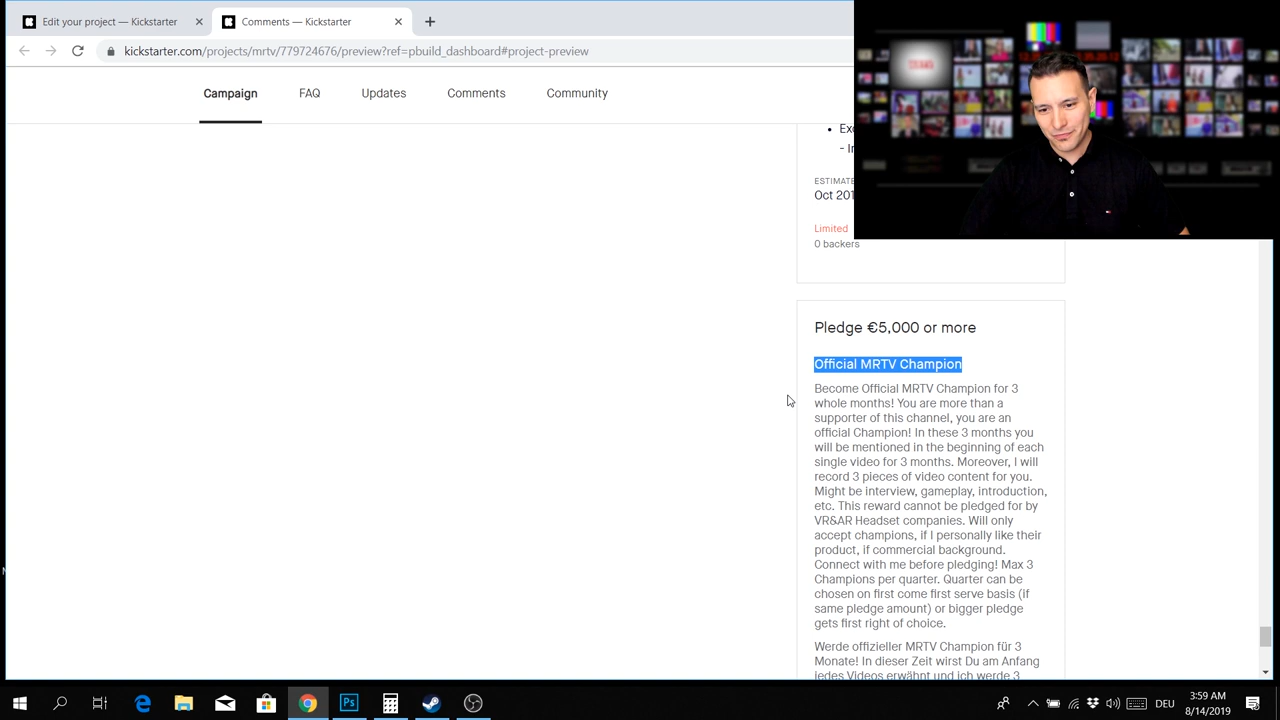 Edit your project — Kickstarter
Comments — Kickstarter
kickstarter.com/projects/mrtv/779724676/preview?ref=pbuild_dashboard#project-preview
Campaign
FAQ
Updates
Comments
Community
ESTIMATE
Oct 201
Limited
0 backers
Pledge €5,000 or more
Official MRTV Champion
Become Official MRTV Champion for 3
whole months! You are more than a
supporter of this channel, you are an
official Champion! In these 3 months you
will be mentioned in the beginning of each
single video for 3 months. Moreover, I will
record 3 pieces of video content for you.
Might be interview, gameplay, introduction,
etc. This reward cannot be pledged for by
VR&AR Headset companies. Will only
accept champions, if I personally like their
product, if commercial background.
Connect with me before pledging! Max 3
Champions per quarter. Quarter can be
chosen on first come first serve basis (if
same pledge amount) or bigger pledge
gets first right of choice.
Werde offizieller MRTV Champion für 3
Monate! In dieser Zeit wirst Du am Anfang
jedes Videos erwähnt und ich werde 3
DEU
3:59 AM
8/14/2019